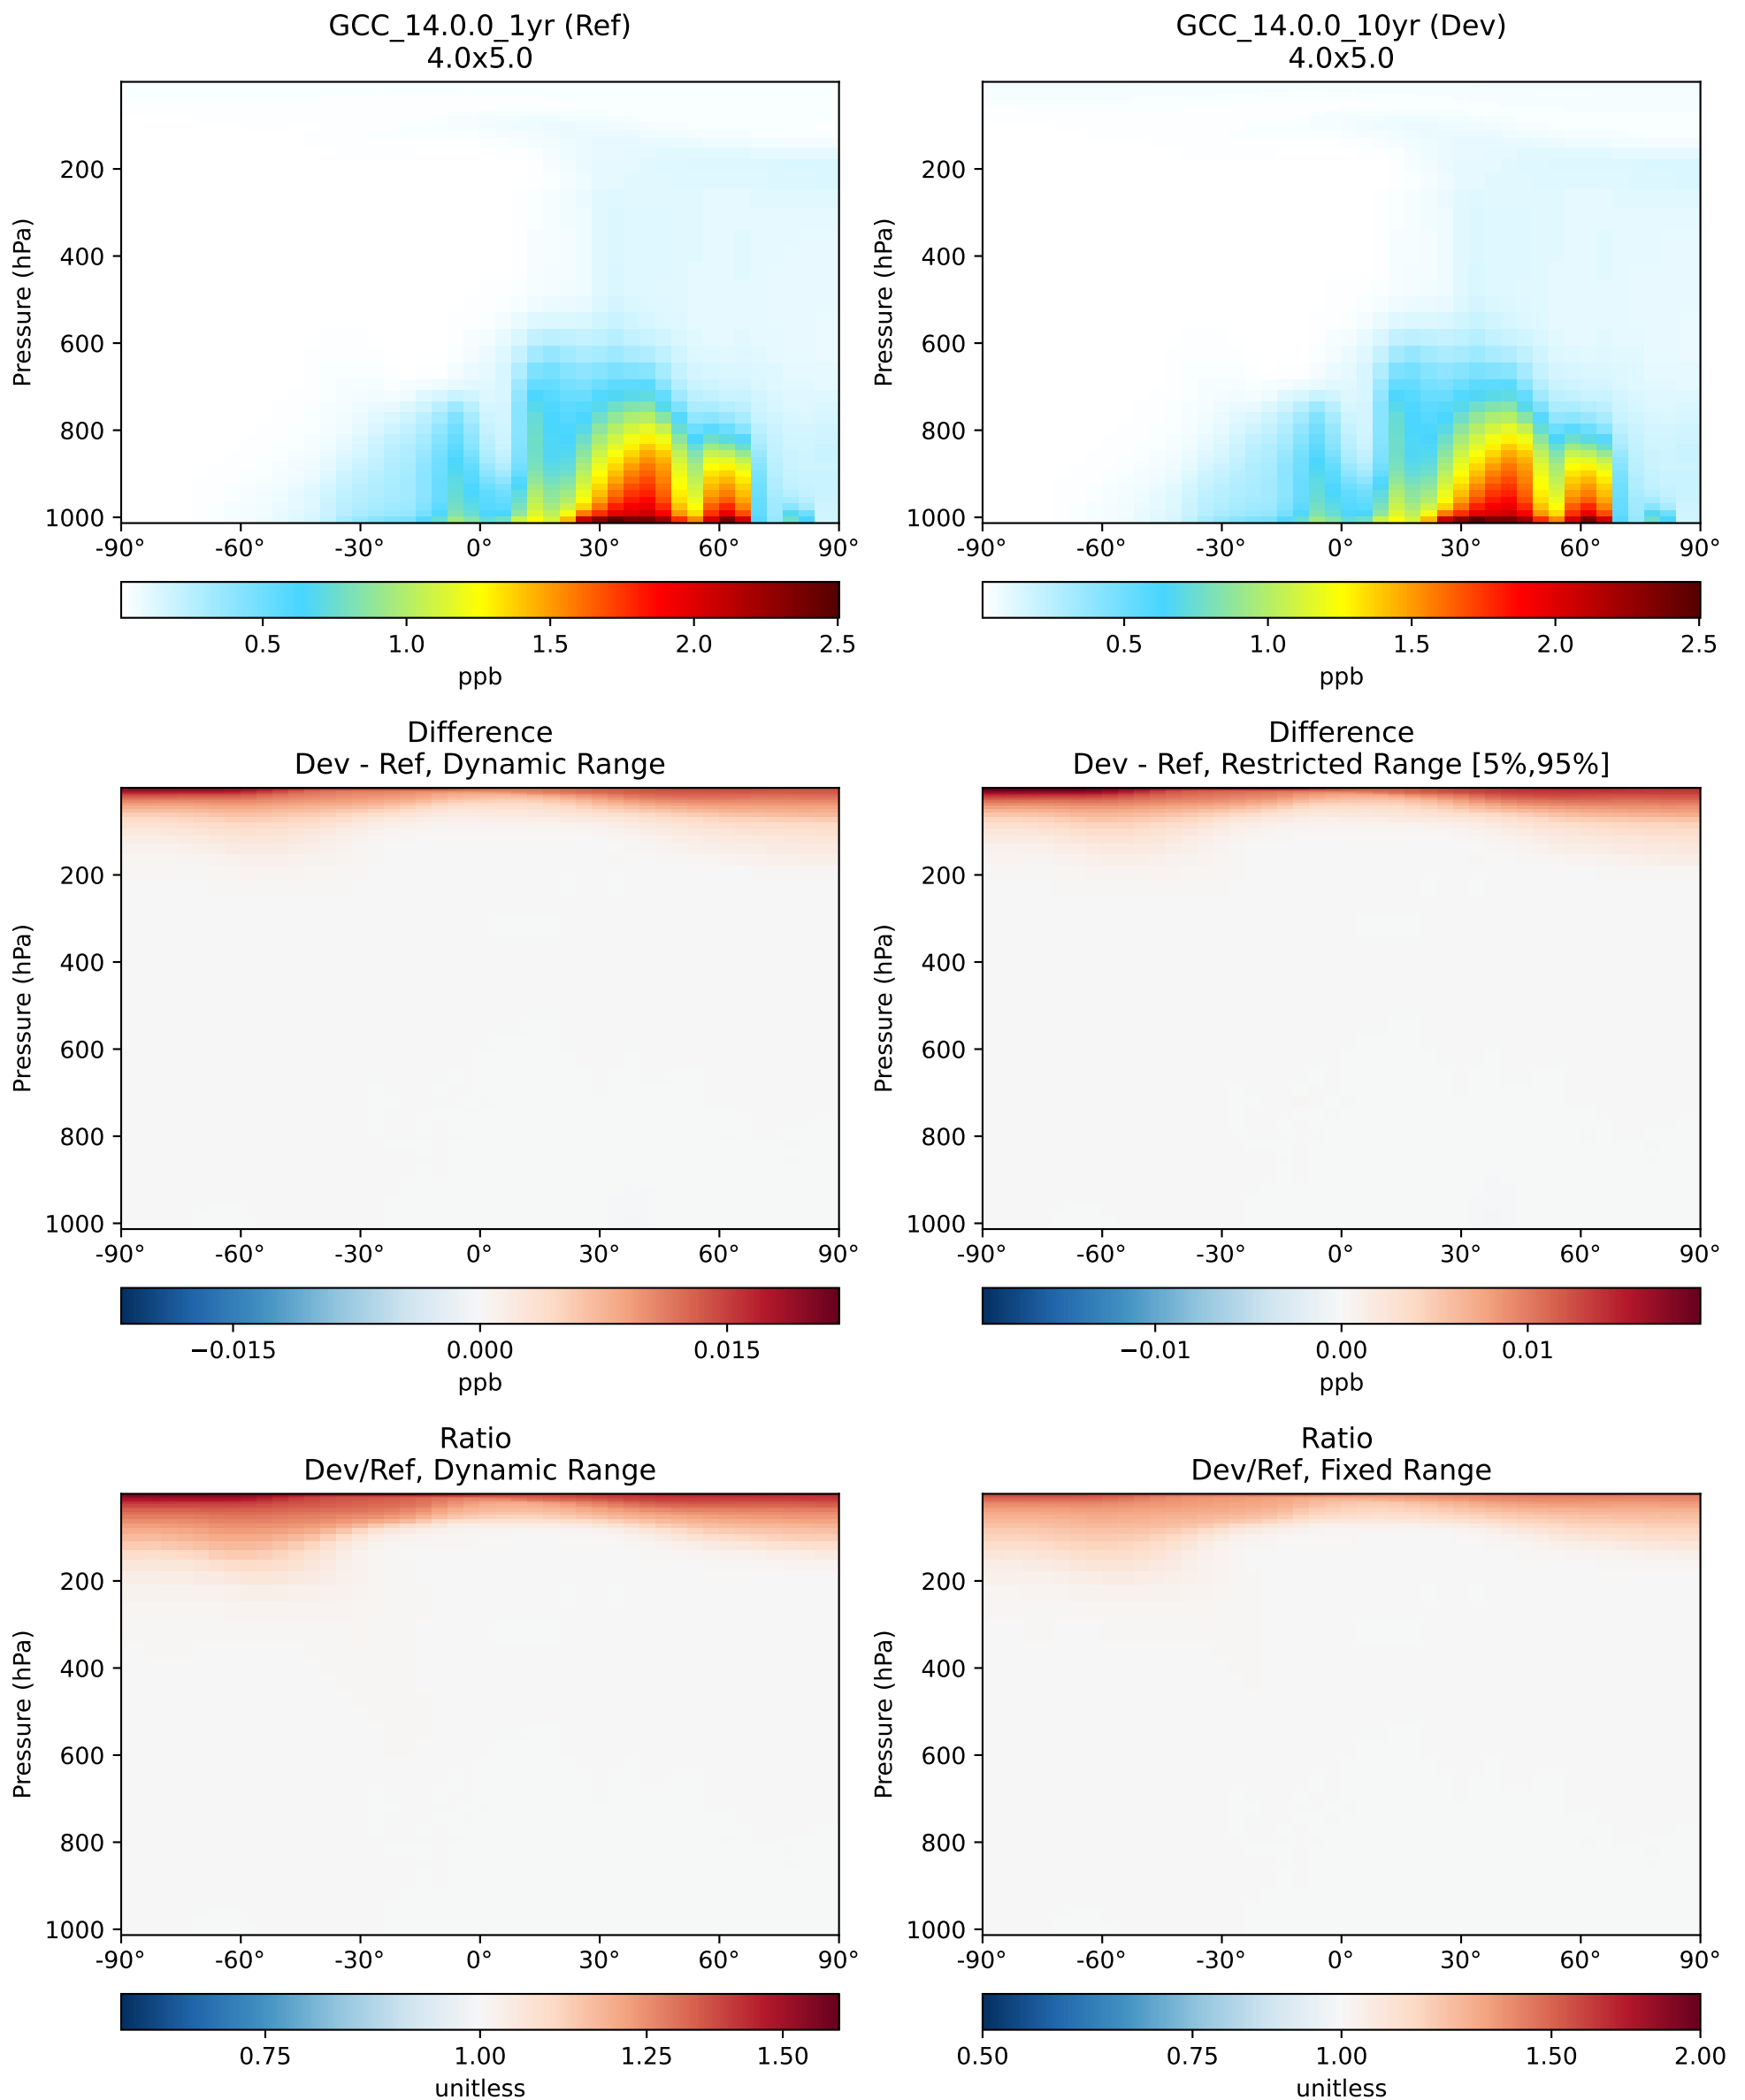 GCC_14.0.0_1yr (Ref)
4.0x5.0
Pressure (hPa)
200
400
600
800
1000
-90° -60° -30° 0° 30° 60° 90°
0.5 1.0 1.5 2.0 2.5
ppb
GCC_14.0.0_10yr (Dev)
4.0x5.0
Pressure (hPa)
200
400
600
800
1000
-90° -60° -30° 0° 30° 60° 90°
0.5 1.0 1.5 2.0 2.5
ppb
Difference
Dev - Ref, Dynamic Range
Pressure (hPa)
200
400
600
800
1000
-90° -60° -30° 0° 30° 60° 90°
−0.015 0.000 0.015
ppb
Difference
Dev - Ref, Restricted Range [5%,95%]
Pressure (hPa)
200
400
600
800
1000
-90° -60° -30° 0° 30° 60° 90°
−0.01 0.00 0.01
ppb
Ratio
Dev/Ref, Dynamic Range
Pressure (hPa)
200
400
600
800
1000
-90° -60° -30° 0° 30° 60° 90°
0.75 1.00 1.25 1.50
unitless
Ratio
Dev/Ref, Fixed Range
Pressure (hPa)
200
400
600
800
1000
-90° -60° -30° 0° 30° 60° 90°
0.50 0.75 1.00 1.50 2.00
unitless